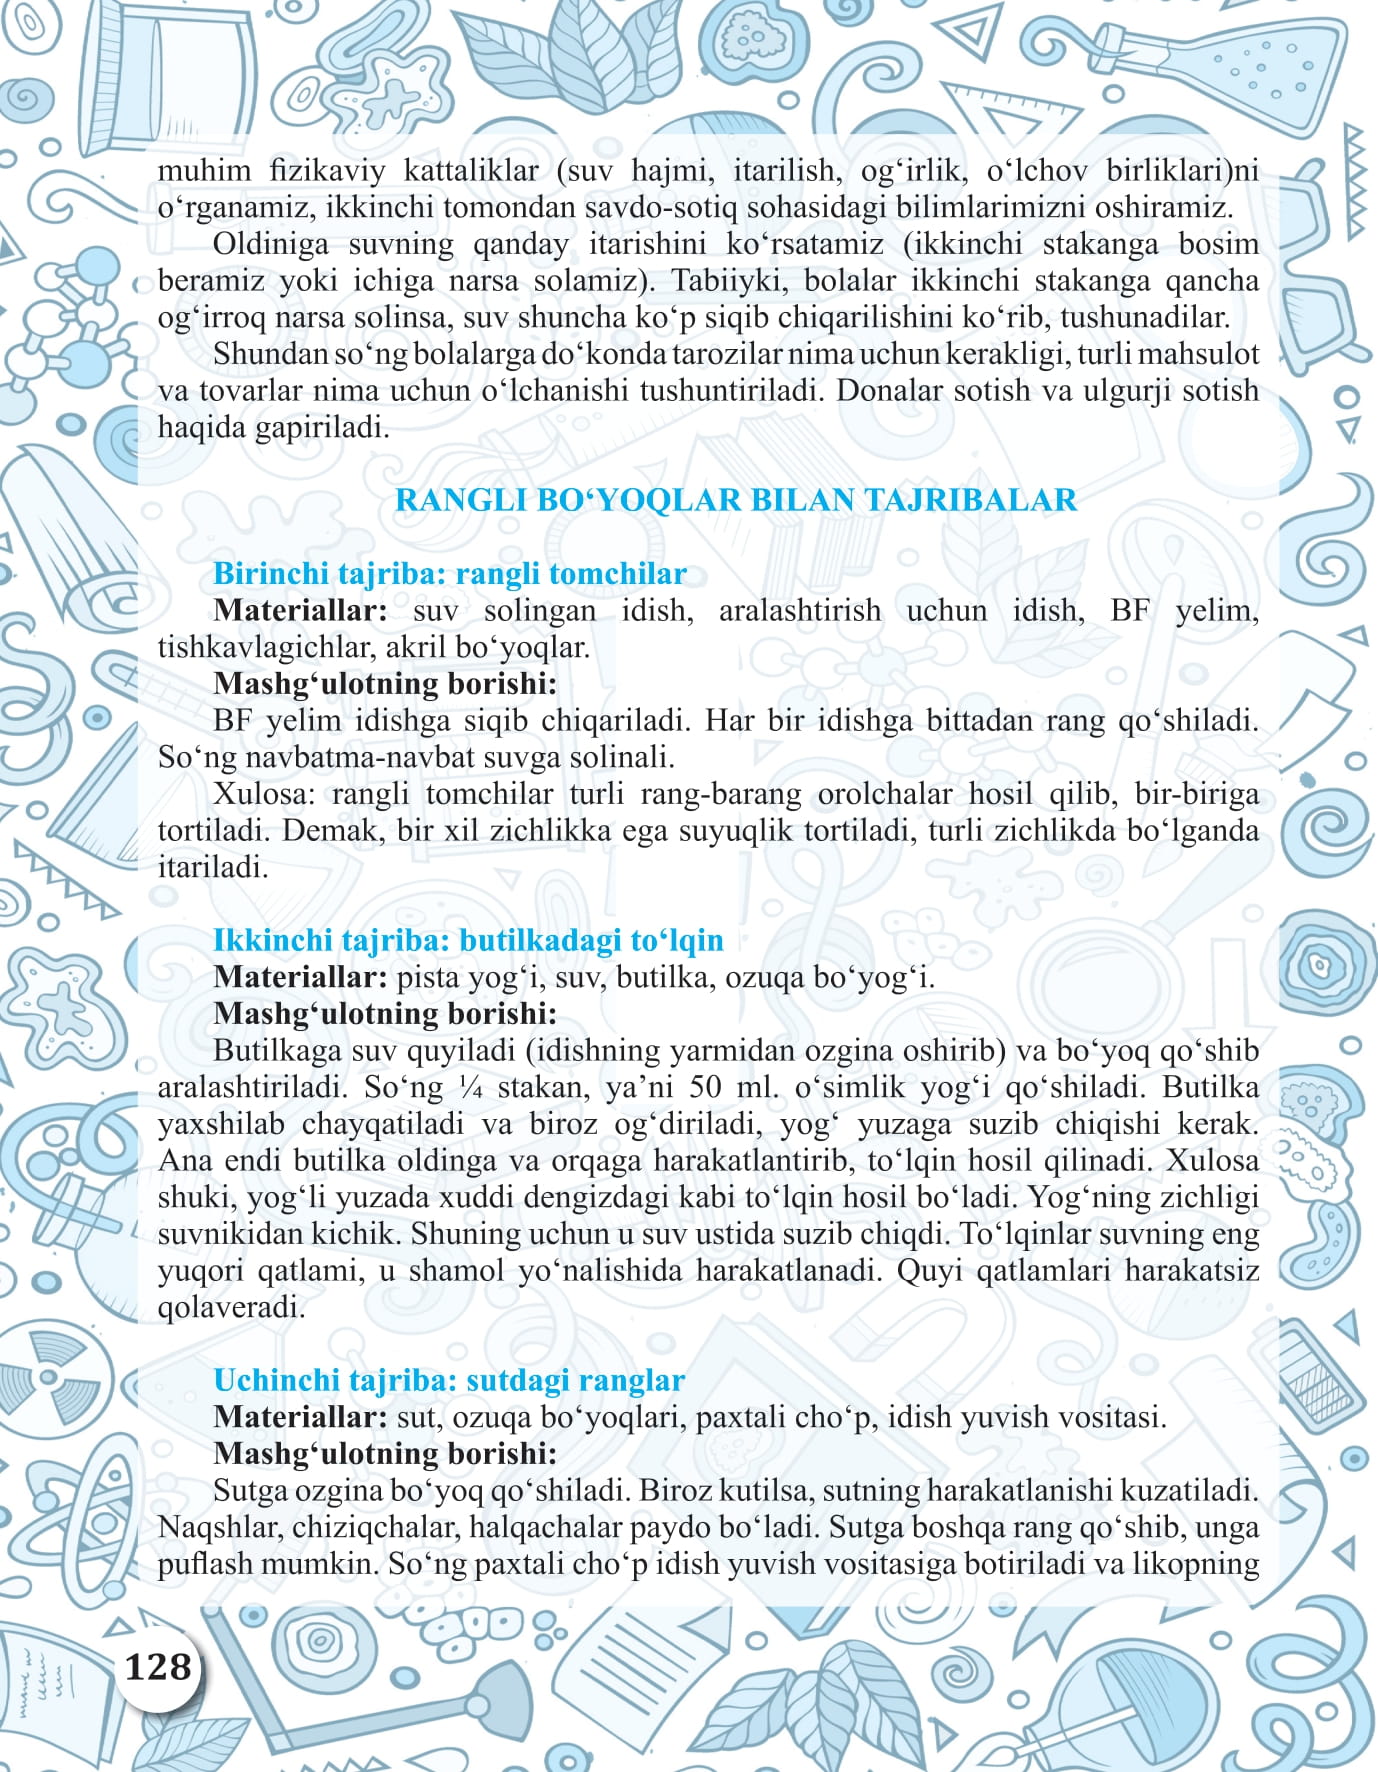 muhim fizikaviy kattaliklar (suv hajmi, itarilish, og‘irlik, o‘lchov birliklari)ni
o‘rganamiz, ikkinchi tomondan savdo-sotiq sohasidagi bilimlarimizni oshiramiz.
Oldiniga suvning qanday itarishini ko‘rsatamiz (ikkinchi stakanga bosim
beramiz yoki ichiga narsa solamiz). Tabiiyki, bolalar ikkinchi stakanga qancha
og‘irroq narsa solinsa, suv shuncha ko‘p siqib chiqarilishini ko‘rib, tushunadilar.
Shundan so‘ng bolalarga do‘konda tarozilar nima uchun kerakligi, turli mahsulot
va tovarlar nima uchun o‘lchanishi tushuntiriladi. Donalar sotish va ulgurji sotish
haqida gapiriladi.
RANGLI BO‘YOQLAR BILAN TAJRIBALAR
Birinchi tajriba: rangli tomchilar
Materiallar: suv solingan idish, aralashtirish uchun idish, BF yelim,
tishkavlagichlar, akril bo‘yoqlar.
Mashg‘ulotning borishi:
BF yelim idishga siqib chiqariladi. Har bir idishga bittadan rang qo‘shiladi.
So‘ng navbatma-navbat suvga solinali.
Xulosa: rangli tomchilar turli rang-barang orolchalar hosil qilib, bir-biriga
tortiladi. Demak, bir xil zichlikka ega suyuqlik tortiladi, turli zichlikda bo‘lganda
itariladi.
Ikkinchi tajriba: butilkadagi to‘lqin
Materiallar: pista yog‘i, suv, butilka, ozuqa bo‘yog‘i.
Mashg‘ulotning borishi:
Butilkaga suv quyiladi (idishning yarmidan ozgina oshirib) va bo‘yoq qo‘shib
aralashtiriladi. So‘ng ¼ stakan, ya’ni 50 ml. o‘simlik yog‘i qo‘shiladi. Butilka
yaxshilab chayqatiladi va biroz og‘diriladi, yog‘ yuzaga suzib chiqishi kerak.
Ana endi butilka oldinga va orqaga harakatlantirib, to‘lqin hosil qilinadi. Xulosa
shuki, yog‘li yuzada xuddi dengizdagi kabi to‘lqin hosil bo‘ladi. Yog‘ning zichligi
suvnikidan kichik. Shuning uchun u suv ustida suzib chiqdi. To‘lqinlar suvning eng
yuqori qatlami, u shamol yo‘nalishida harakatlanadi. Quyi qatlamlari harakatsiz
qolaveradi.
Uchinchi tajriba: sutdagi ranglar
Materiallar: sut, ozuqa bo‘yoqlari, paxtali cho‘p, idish yuvish vositasi.
Mashg‘ulotning borishi:
Sutga ozgina bo‘yoq qo‘shiladi. Biroz kutilsa, sutning harakatlanishi kuzatiladi.
Naqshlar, chiziqchalar, halqachalar paydo bo‘ladi. Sutga boshqa rang qo‘shib, unga
puflash mumkin. So‘ng paxtali cho‘p idish yuvish vositasiga botiriladi va likopning
128